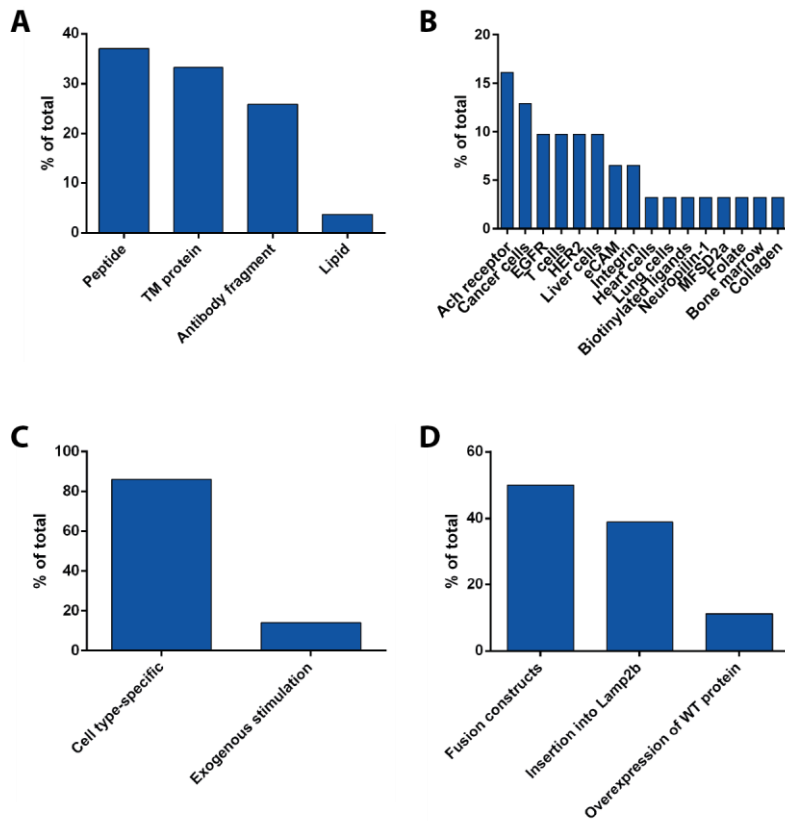 A
% of total
40
30
20
10
0
Peptide
TM protein
Antibody fragment
Lipid
B
% of total
20
15
10
5
0
Ach receptor
Cancer cells
EGFR
T cells
HER2
Liver cells
eCAM
Integrin
Heart cells
Lung cells
Biotinylated ligands
Neuropilin-1
MFSD2a
Folate
Bone marrow
Collagen
C
% of total
100
80
60
40
20
0
Cell type-specific
Exogenous stimulation
D
% of total
60
40
20
0
Fusion constructs
Insertion into Lamp2b
Overexpression of WT protein